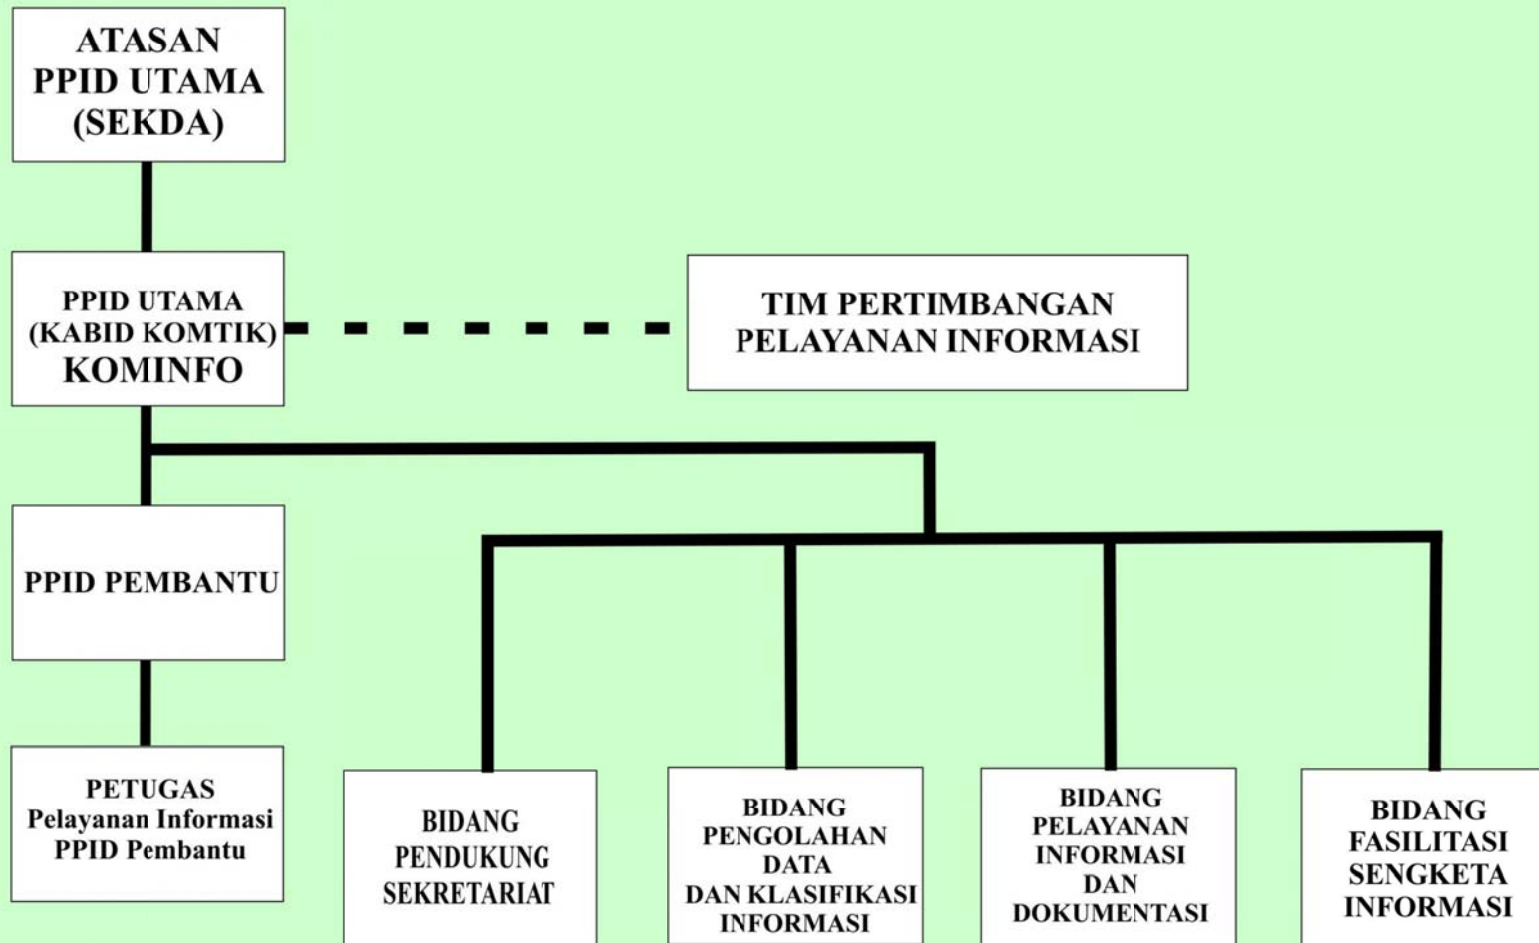 ATASAN
PPID UTAMA
(SEKDA)
PPID UTAMA
(KABID KOMTIK)
KOMINFO
TIM PERTIMBANGAN
PELAYANAN INFORMASI
PPID PEMBANTU
PETUGAS
Pelayanan Informasi
PPID Pembantu
BIDANG
PENDUKUNG
SEKRETARIAT
BIDANG
PENGOLAHAN
DATA
DAN KLASIFIKASI
INFORMASI
BIDANG
PELAYANAN
INFORMASI
DAN
DOKUMENTASI
BIDANG
FASILITASI
SENGKETA
INFORMASI